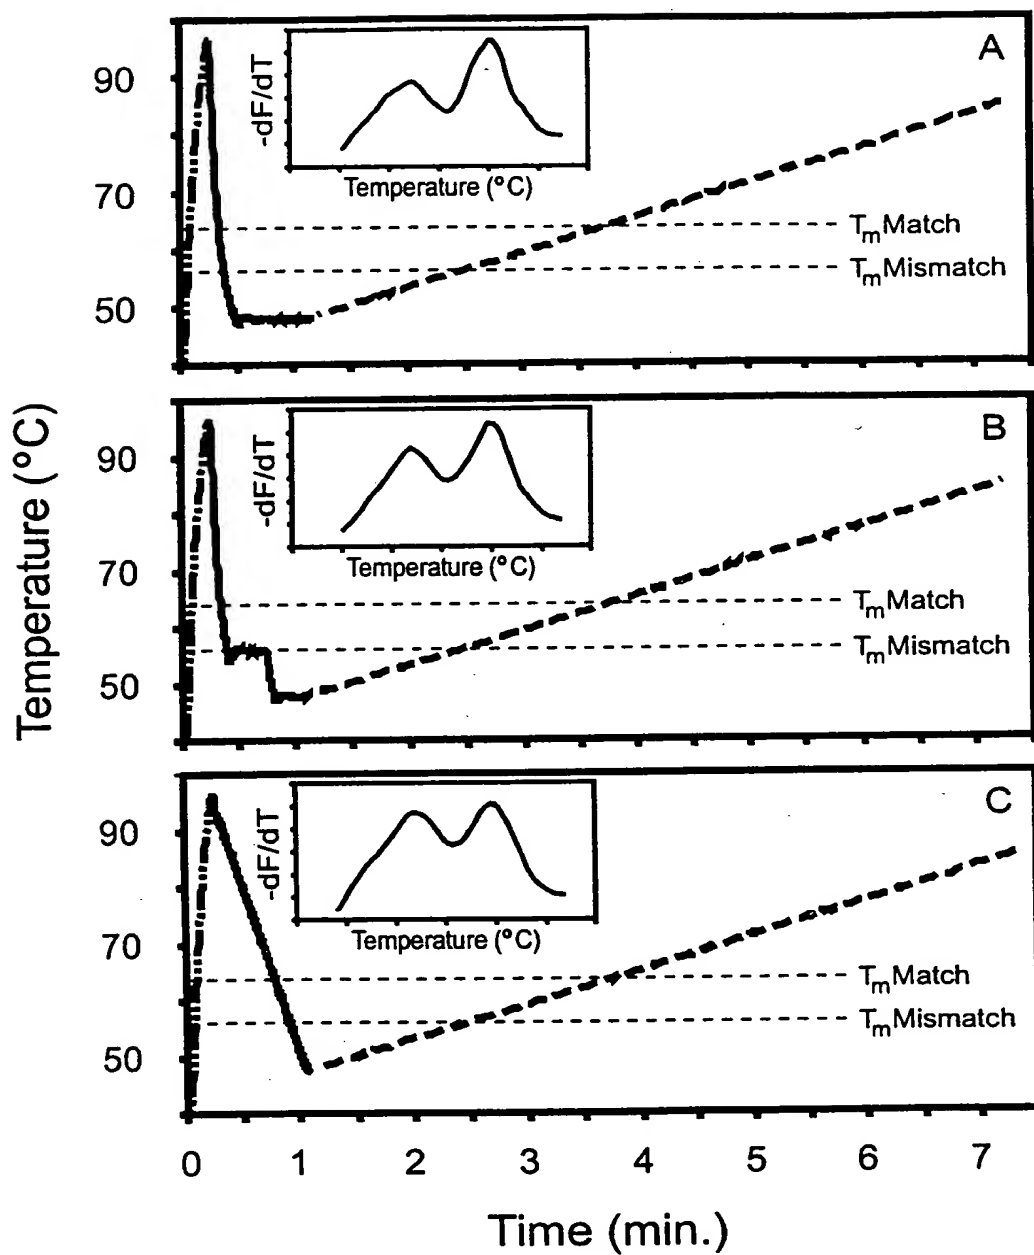 A
-dF/dT
Temperature (°C)
90
70
50
TmMatch
TmMismatch
B
-dF/dT
Temperature (°C)
90
70
50
TmMatch
TmMismatch
C
-dF/dT
Temperature (°C)
90
70
50
TmMatch
TmMismatch
Temperature (°C)
0 1 2 3 4 5 6 7
Time (min.)